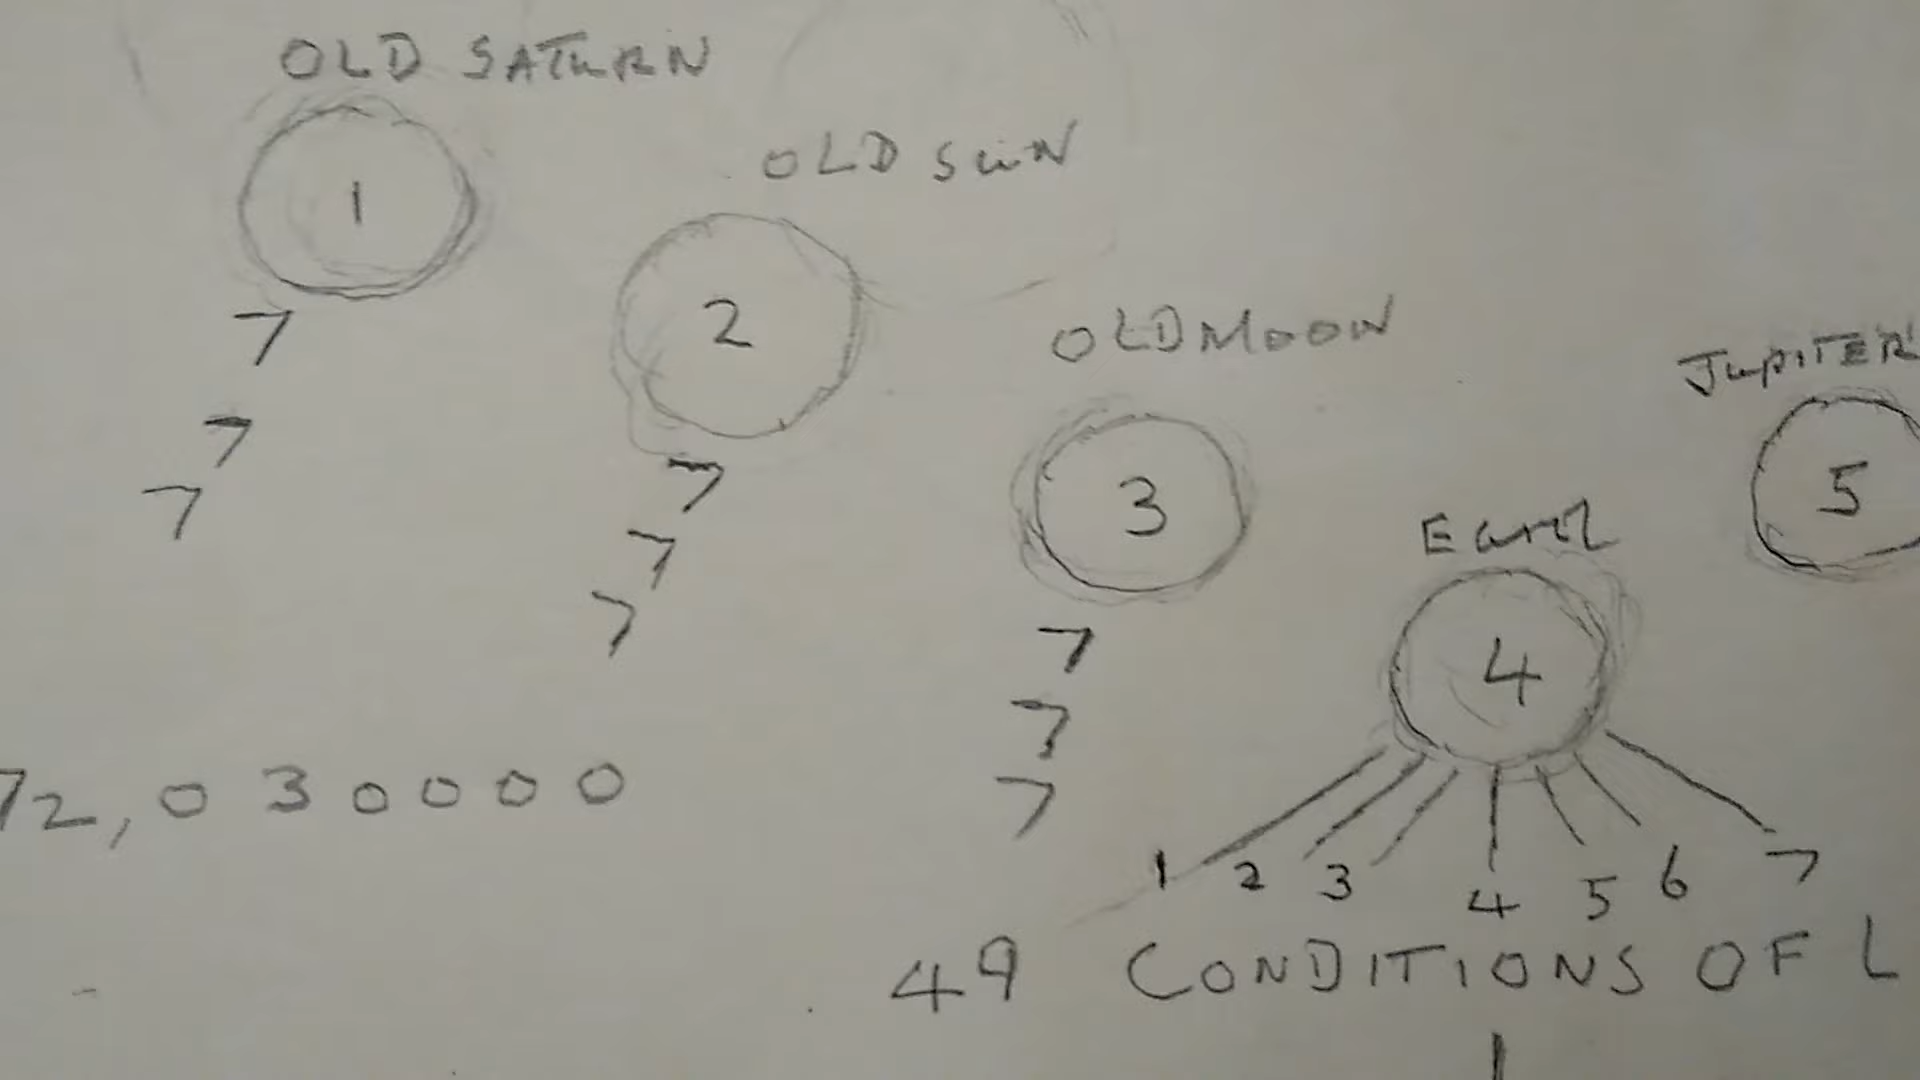 OLD SATURN
1
OLD SUN
2
7
7
7
7
7
7
OLD MOON
3
7
7
7
JUPITER
5
Earth
4
1 2 3 4 5 6 7
72,030000
49 CONDITIONS OF L